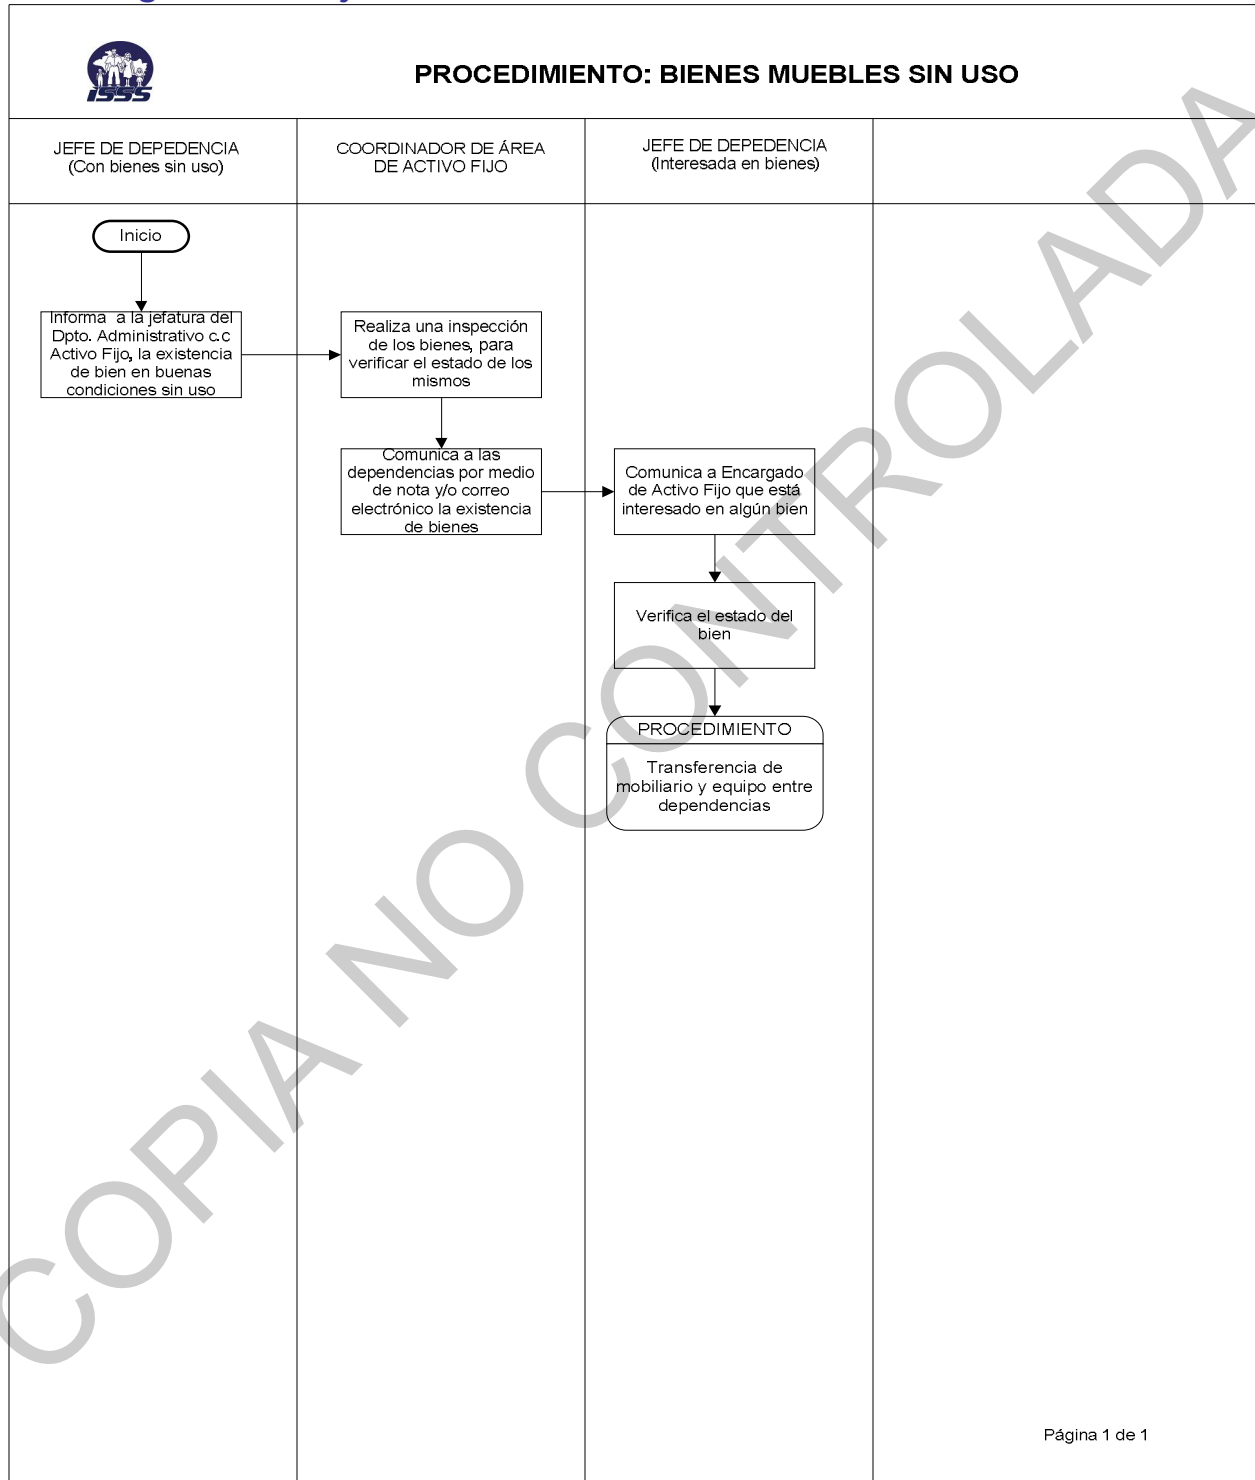 ISSS
PROCEDIMIENTO: BIENES MUEBLES SIN USO
JEFE DE DEPEDENCIA
(Con bienes sin uso)
COORDINADOR DE ÁREA
DE ACTIVO FIJO
JEFE DE DEPEDENCIA
(Interesada en bienes)
Inicio
Informa a la jefatura del
Dpto. Administrativo c.c
Activo Fijo, la existencia
de bien en buenas
condiciones sin uso
Realiza una inspección
de los bienes, para
verificar el estado de los
mismos
Comunica a las
dependencias por medio
de nota y/o correo
electrónico la existencia
de bienes
Comunica a Encargado
de Activo Fijo que está
interesado en algún bien
Verifica el estado del
bien
PROCEDIMIENTO
Transferencia de
mobiliario y equipo entre
dependencias
COPIA NO CONTROLADA
Página 1 de 1